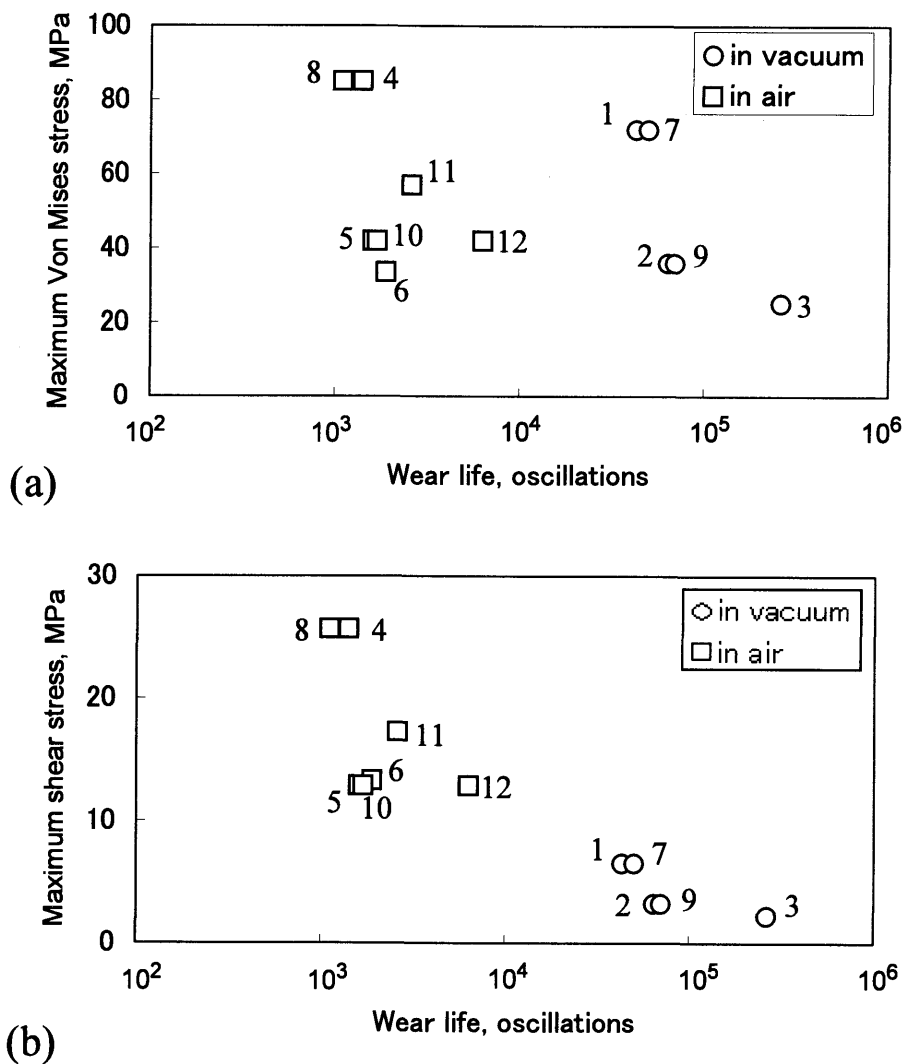 100
80
60
40
20
0
Maximum Von Mises stress, MPa
in vacuum
in air
8 4
1 7
11
5 10 12
6
2 9
3
10² 10³ 10⁴ 10⁵ 10⁶
Wear life, oscillations
(a)
30
20
10
0
Maximum shear stress, MPa
in vacuum
in air
8 4
11
6
5 10 12
1 7
2 9 3
10² 10³ 10⁴ 10⁵ 10⁶
Wear life, oscillations
(b)